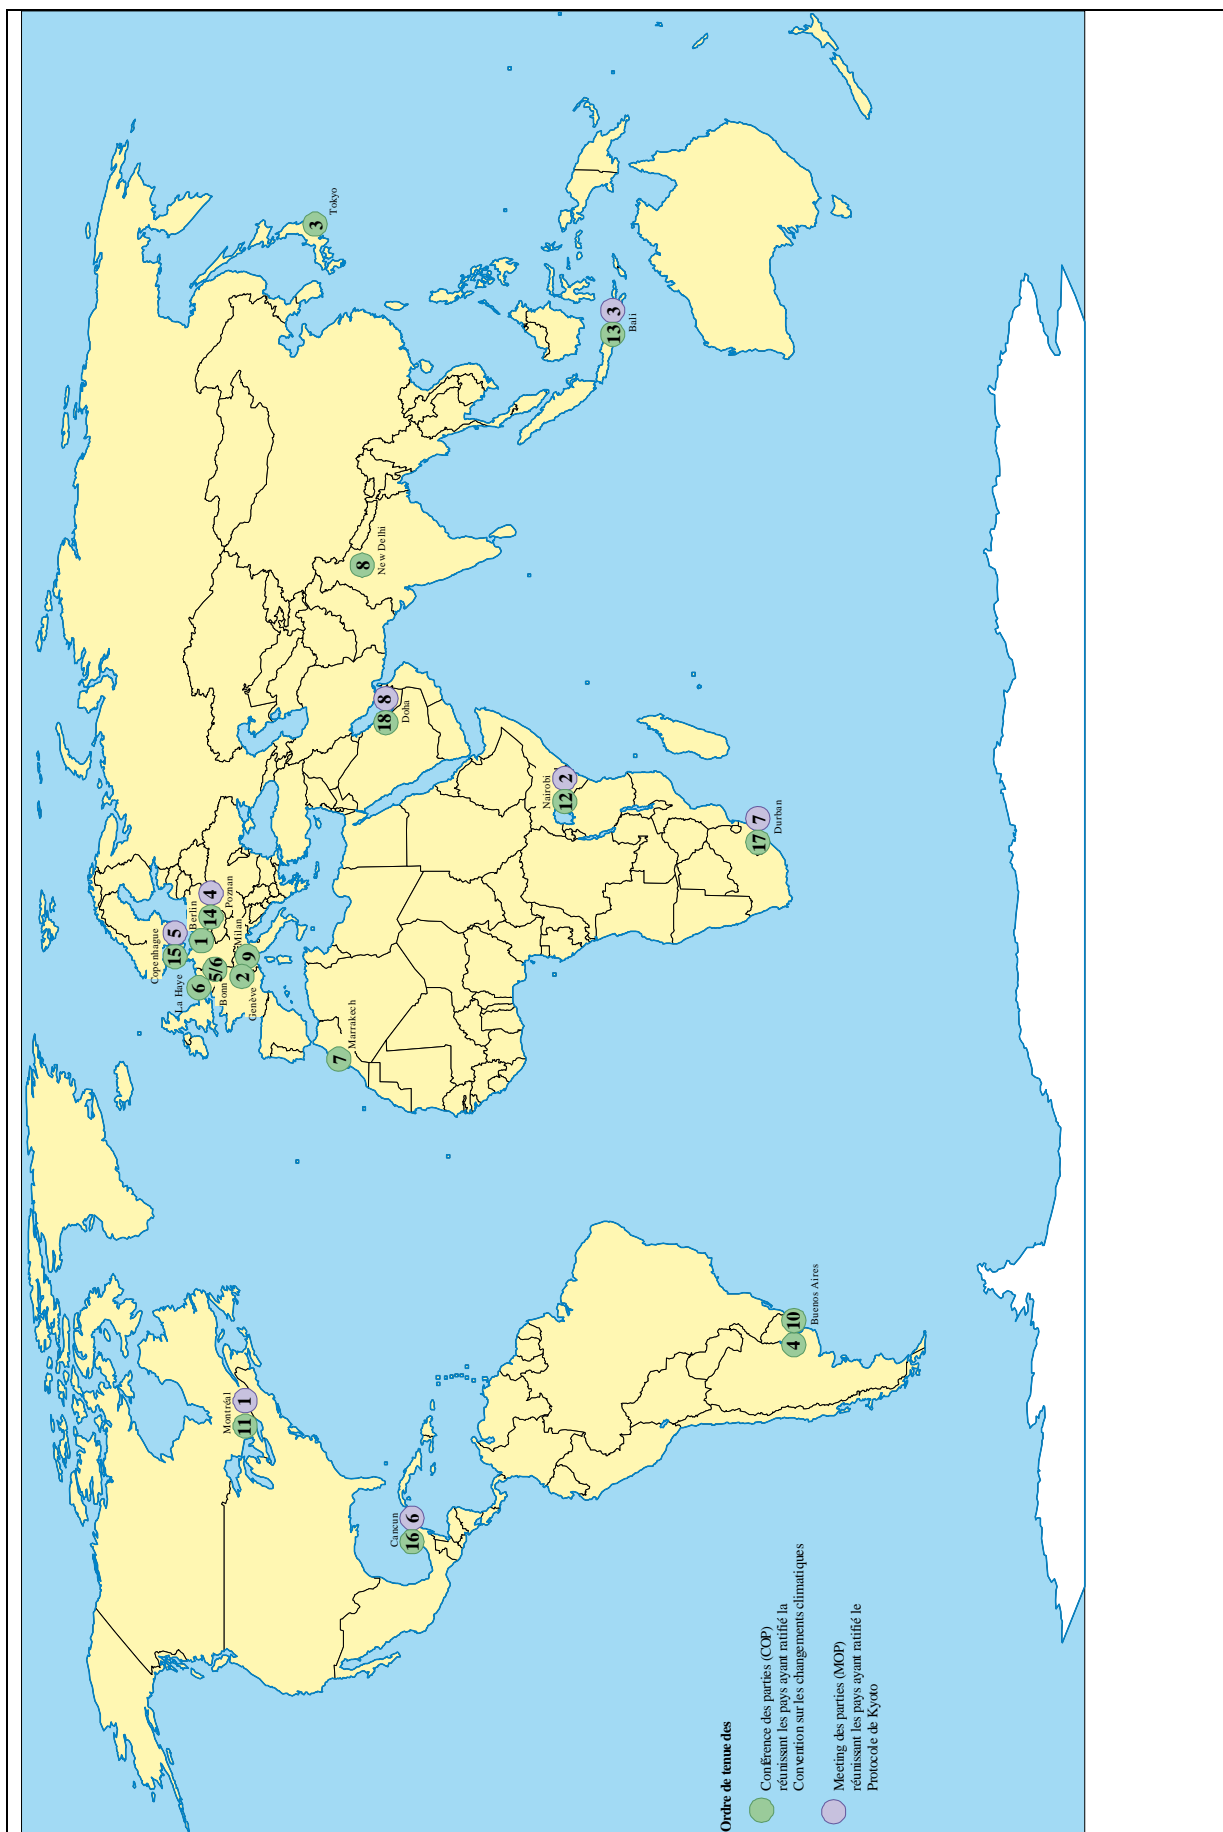 Copenhague
15 5
La Haye
6
Berlin
1
14 4
Poznan
5/6
Bonn
Milan
2 9
Genève
Tokyo
3
Montréal
11 1
Marrakech
7
New Delhi
8
18 8
Doha
Cancun
16 6
Nairobi
12 2
13 3
Bali
17 7
Durban
4 10
Buenos Aires
Ordre de tenue des
Conférence des parties (COP)
réunissant les pays ayant ratifié la
Convention sur les changements climatiques
Meeting des parties (MOP)
réunissant les pays ayant ratifié le
Protocole de Kyoto